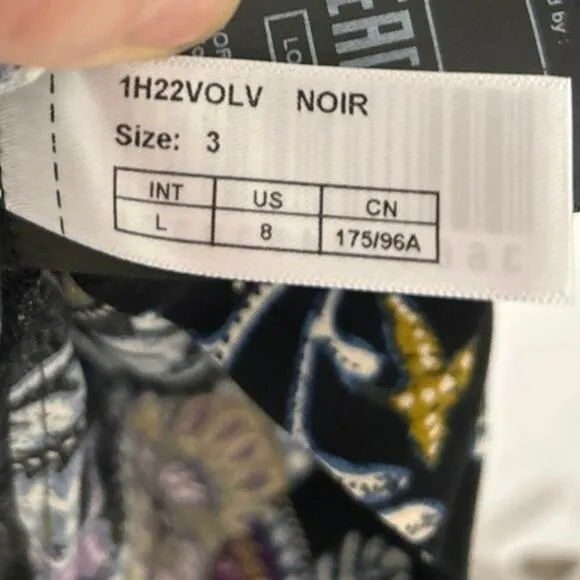 1H22VOLV NOIR
Size: 3
INT US CN
L 8 175/96A